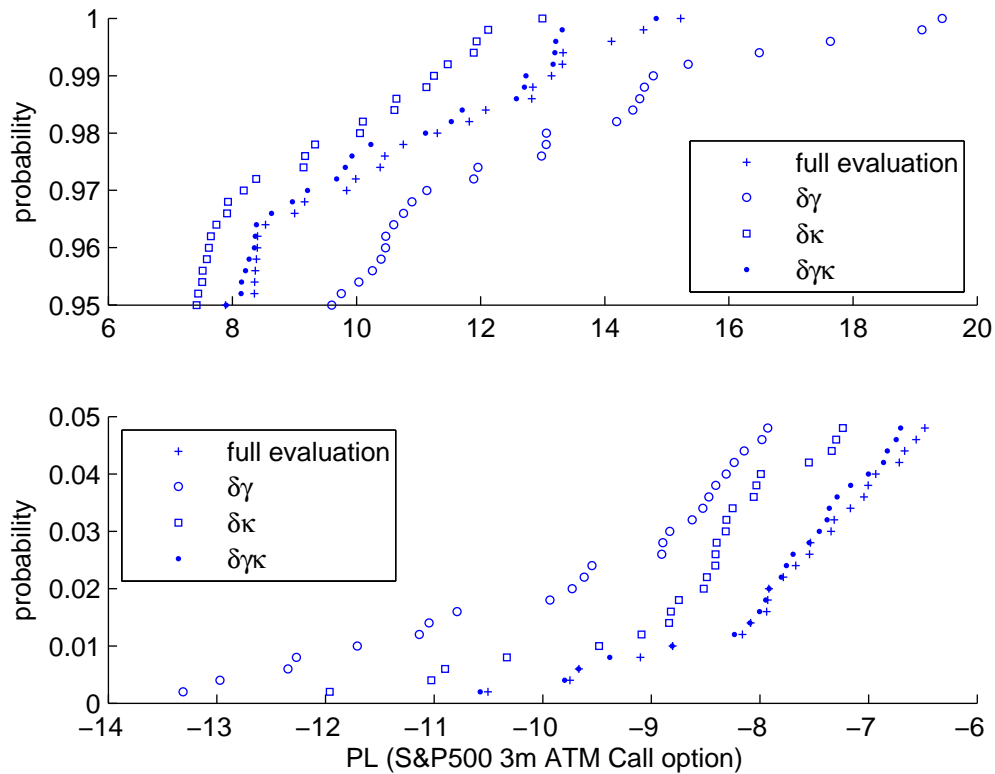 1
0.99
0.98
0.97
0.96
0.95
probability
6
8
10
12
14
16
18
20
full evaluation
δγ
δκ
δγκ
0.05
0.04
0.03
0.02
0.01
0
probability
full evaluation
δγ
δκ
δγκ
−14
−13
−12
−11
−10
−9
−8
−7
−6
PL (S&P500 3m ATM Call option)